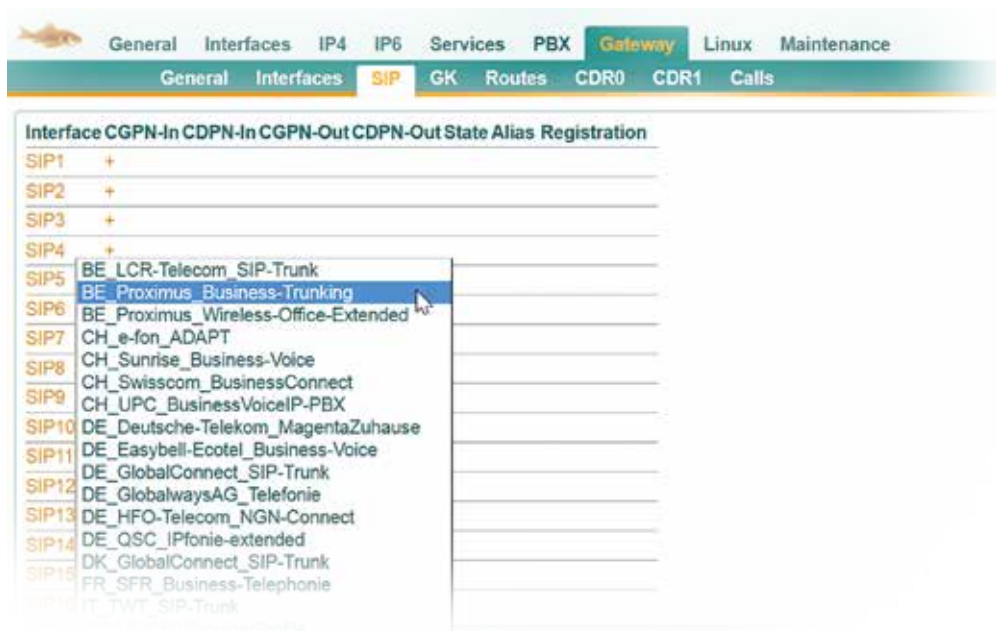 General Interfaces IP4 IP6 Services PBX Gateway Linux Maintenance
General Interfaces SIP GK Routes CDR0 CDR1 Calls
Interface CGPN-In CDPN-In CGPN-Out CDPN-Out State Alias Registration
SIP1 +
SIP2 +
SIP3 +
SIP4 +
SIP5
SIP6
SIP7
SIP8
SIP9
SIP10
SIP11
SIP12
SIP13
SIP14
SIP15
BE_LCR-Telecom_SIP-Trunk
BE_Proximus_Business-Trunking
BE_Proximus_Wireless-Office-Extended
CH_e-fon_ADAPT
CH_Sunrise_Business-Voice
CH_Swisscom_BusinessConnect
CH_UPC_BusinessVoiceIP-PBX
DE_Deutsche-Telekom_MagentaZuhause
DE_Easybell-Ecotel_Business-Voice
DE_GlobalConnect_SIP-Trunk
DE_GlobalwaysAG_Telefonie
DE_HFO-Telecom_NGN-Connect
DE_QSC_IPfonie-extended
DK_GlobalConnect_SIP-Trunk
FR_SFR_Business-Telephonie
IT_TWT_SIP-Trunk